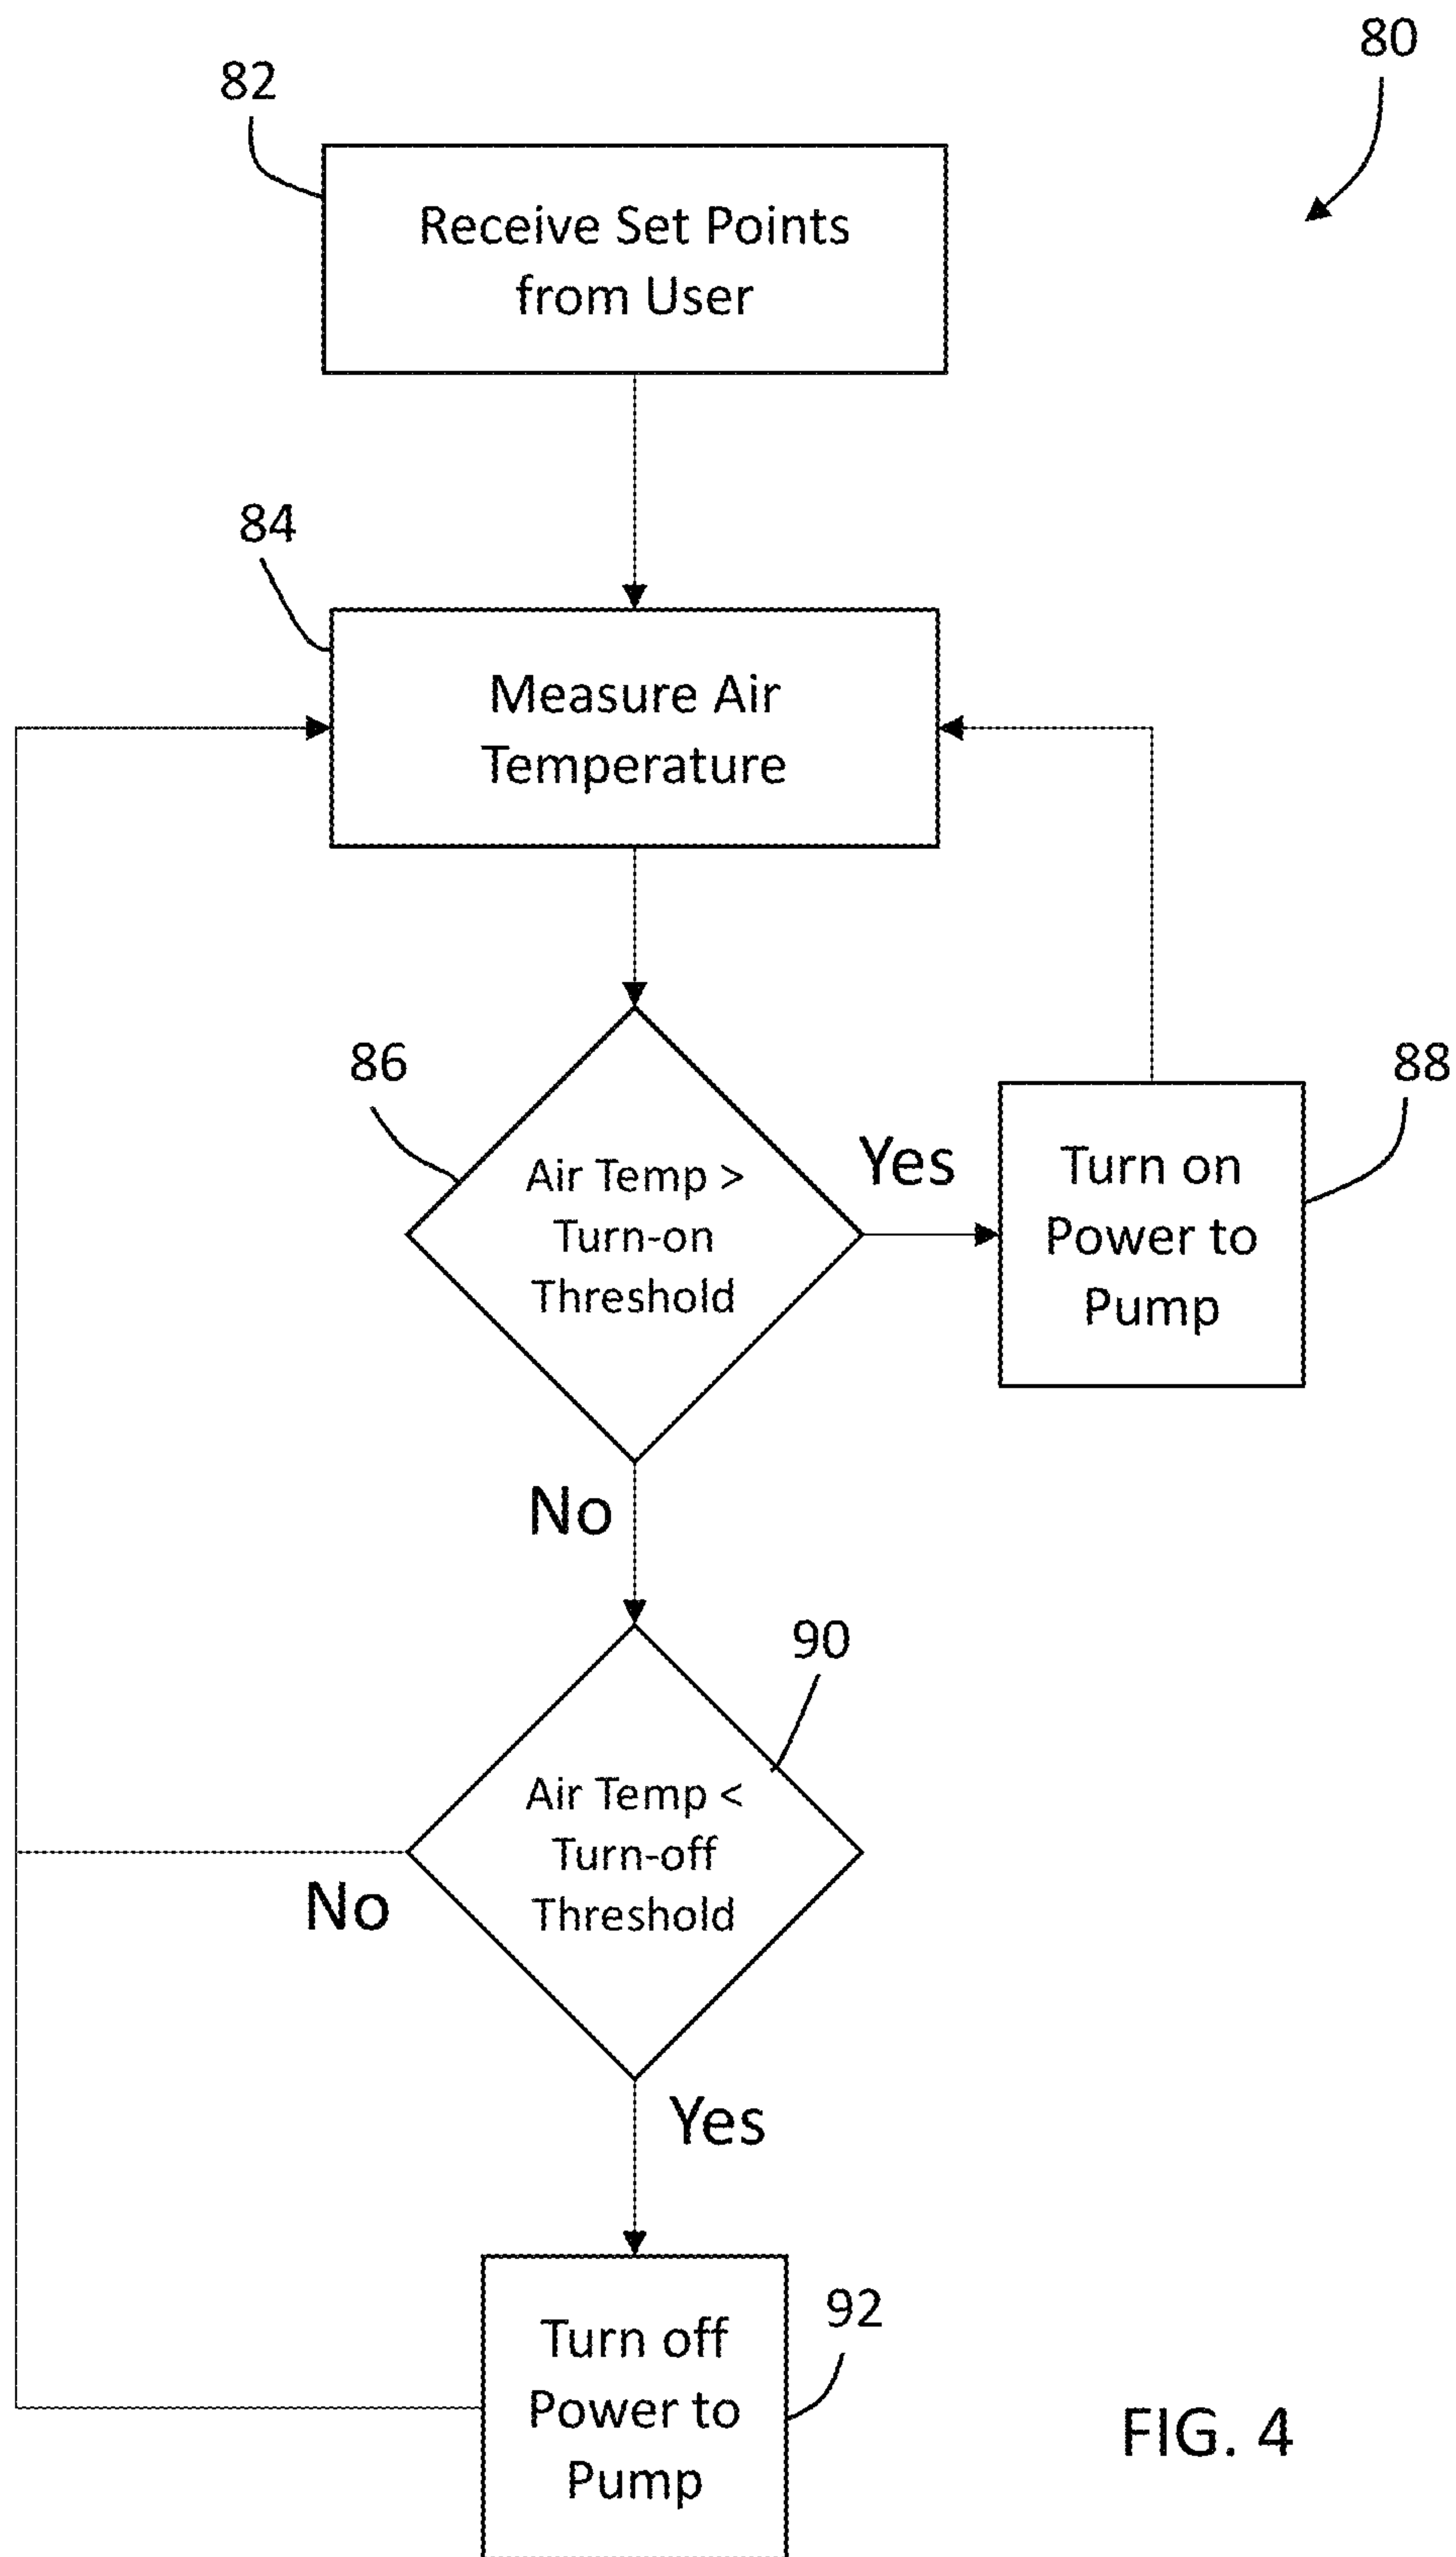 80
82
Receive Set Points
from User
84
Measure Air
Temperature
86
Air Temp >
Turn-on
Threshold
Yes
88
Turn on
Power to
Pump
No
90
Air Temp <
Turn-off
Threshold
No
Yes
92
Turn off
Power to
Pump
FIG. 4